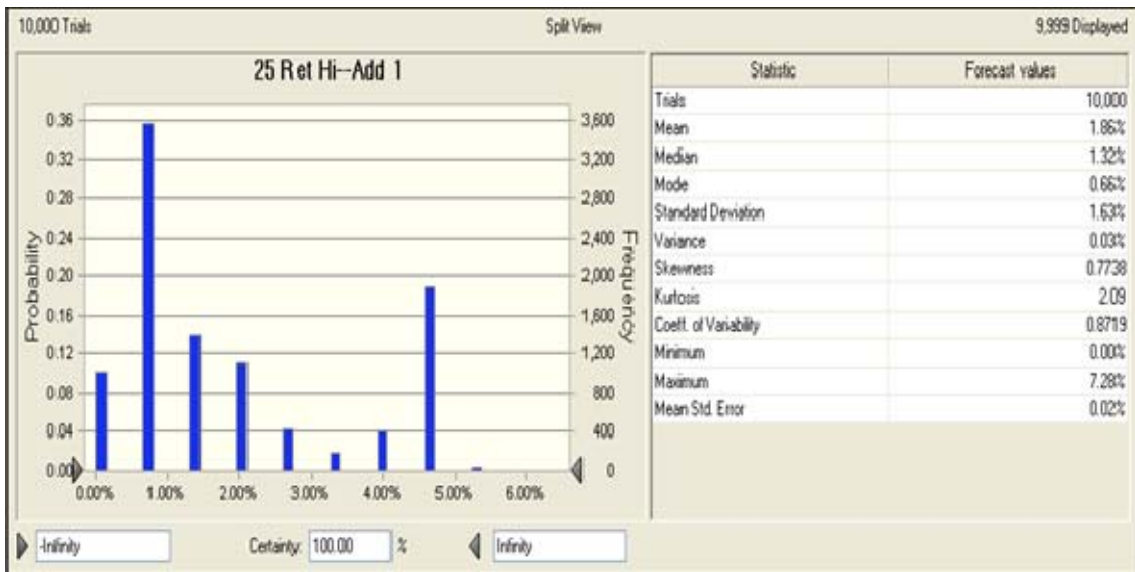 10,000 Trials
Split View
9,999 Displayed
25 Ret Hi--Add 1
Probability
0.36
0.32
0.28
0.24
0.20
0.16
0.12
0.08
0.04
0.00
3,600
3,200
2,800
2,400
2,000
1,600
1,200
800
400
0
Frequency
0.00% 1.00% 2.00% 3.00% 4.00% 5.00% 6.00%
Statistic Forecast values
Trials 10,000
Mean 1.86%
Median 1.32%
Mode 0.66%
Standard Deviation 1.63%
Variance 0.03%
Skewness 0.7738
Kurtosis 2.09
Coeff. of Variability 0.8719
Minimum 0.00%
Maximum 7.28%
Mean Std. Error 0.02%
-Infinity Certainty: 100.00 % Infinity